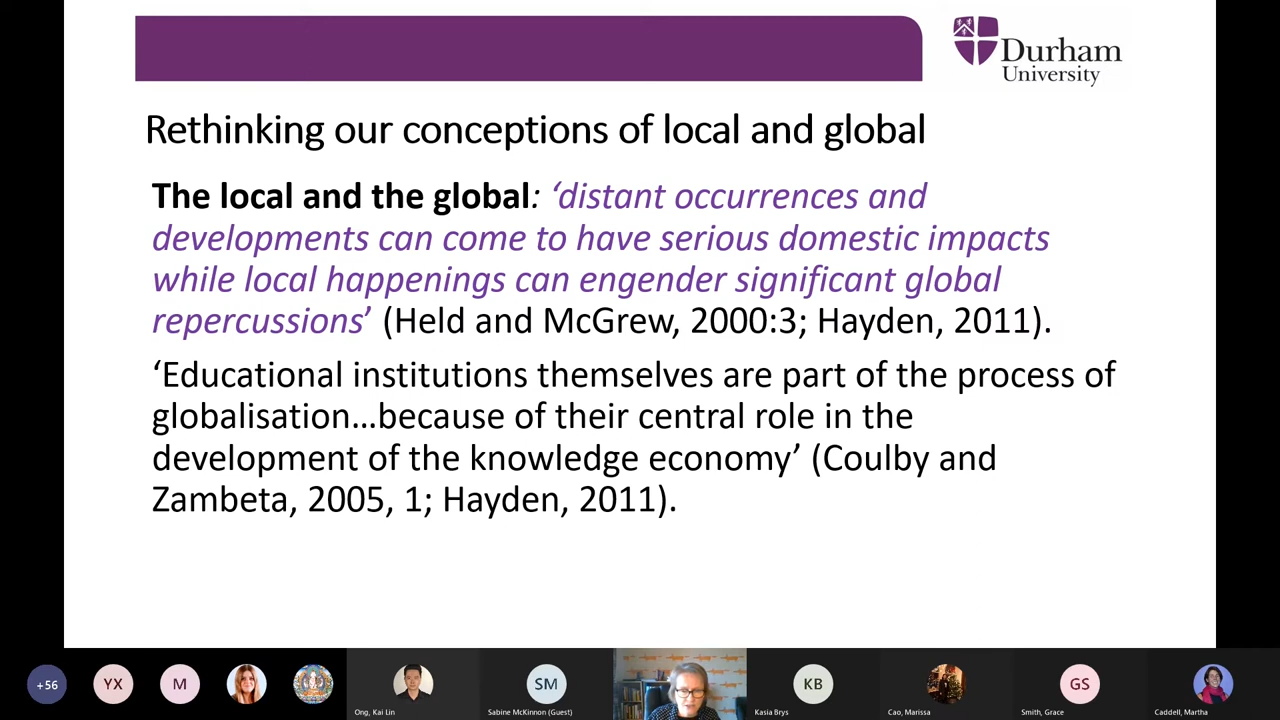 Durham
University
Rethinking our conceptions of local and global
The local and the global: ‘distant occurrences and
developments can come to have serious domestic impacts
while local happenings can engender significant global
repercussions’ (Held and McGrew, 2000:3; Hayden, 2011).
‘Educational institutions themselves are part of the process of
globalisation…because of their central role in the
development of the knowledge economy’ (Coulby and
Zambeta, 2005, 1; Hayden, 2011).
+56
YX
M
SM
KB
GS
Ong, Kai Lin
Sabine McKinnon (Guest)
Kasia Brys
Cao, Marissa
Smith, Grace
Caddell, Martha